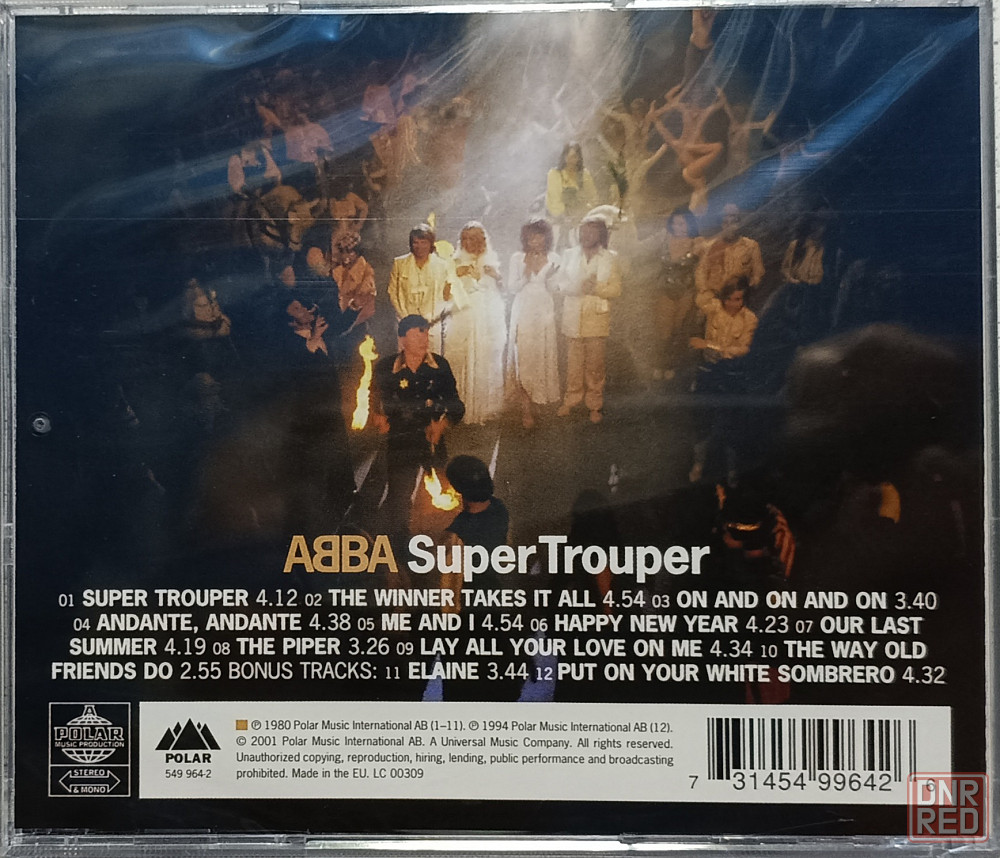 ABBA Super Trouper
01 SUPER TROUPER 4.12 02 THE WINNER TAKES IT ALL 4.54 03 ON AND ON AND ON 3.40
04 ANDANTE, ANDANTE 4.38 05 ME AND I 4.54 06 HAPPY NEW YEAR 4.23 07 OUR LAST
SUMMER 4.19 08 THE PIPER 3.26 09 LAY ALL YOUR LOVE ON ME 4.34 10 THE WAY OLD
FRIENDS DO 2.55 BONUS TRACKS: 11 ELAINE 3.44 12 PUT ON YOUR WHITE SOMBRERO 4.32
A
POLAR
MUSIC PRODUCTION
STEREO
& MONO
POLAR
549 964-2
℗ 1980 Polar Music International AB (1–11). ℗ 1994 Polar Music International AB (12).
© 2001 Polar Music International AB. A Universal Music Company. All rights reserved.
Unauthorized copying, reproduction, hiring, lending, public performance and broadcasting
prohibited. Made in the EU. LC 00309
7 31454 99642 6
DNR
RED